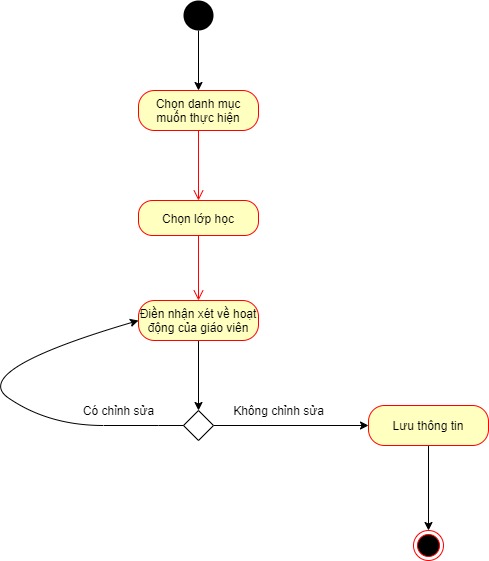 Chọn danh mục
muốn thực hiện
Chọn lớp học
Điền nhận xét về hoạt
động của giáo viên
Có chỉnh sửa
Không chỉnh sửa
Lưu thông tin